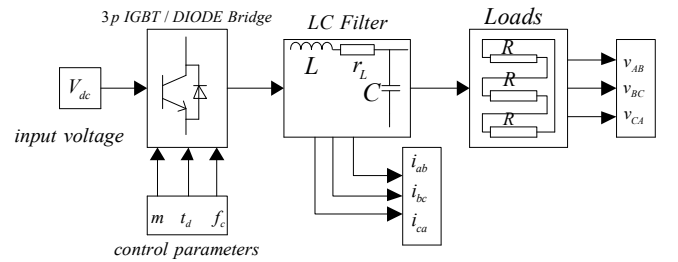 3p IGBT / DIODE Bridge
LC Filter
Loads
V_dc
input voltage
L
r_L
C
R
R
R
v_AB
v_BC
v_CA
i_ab
i_bc
i_ca
m t_d f_c
control parameters